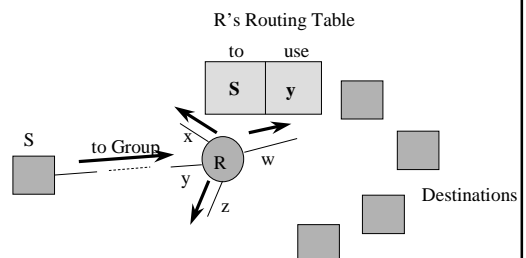 R's Routing Table
to use
S y
S
to Group
x
R
w
y
z
Destinations